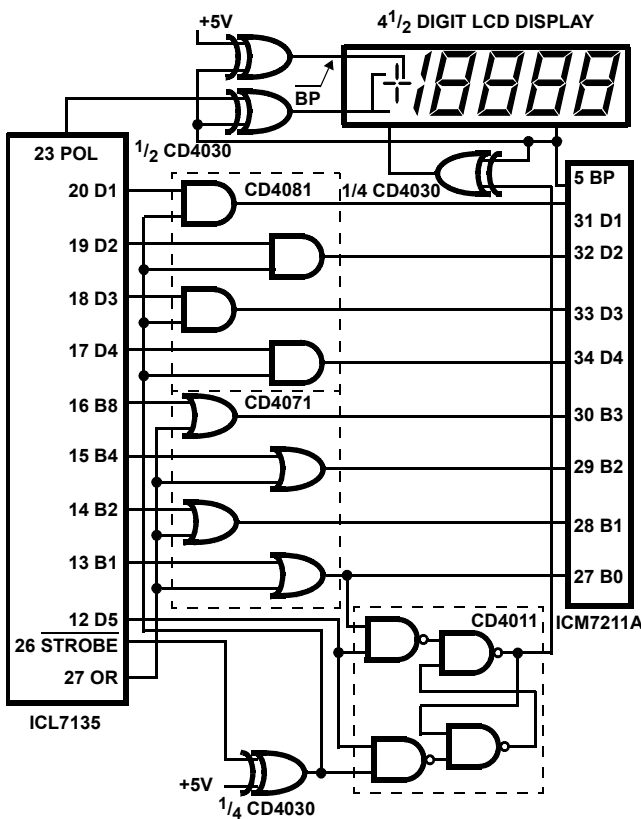 +5V
4 1/2 DIGIT LCD DISPLAY
BP
23 POL
1/2 CD4030
5 BP
20 D1
CD4081
1/4 CD4030
31 D1
19 D2
32 D2
18 D3
33 D3
17 D4
34 D4
16 B8
CD4071
30 B3
15 B4
29 B2
14 B2
28 B1
13 B1
27 B0
12 D5
CD4011
ICM7211A
26 STROBE
27 OR
ICL7135
+5V
1/4 CD4030